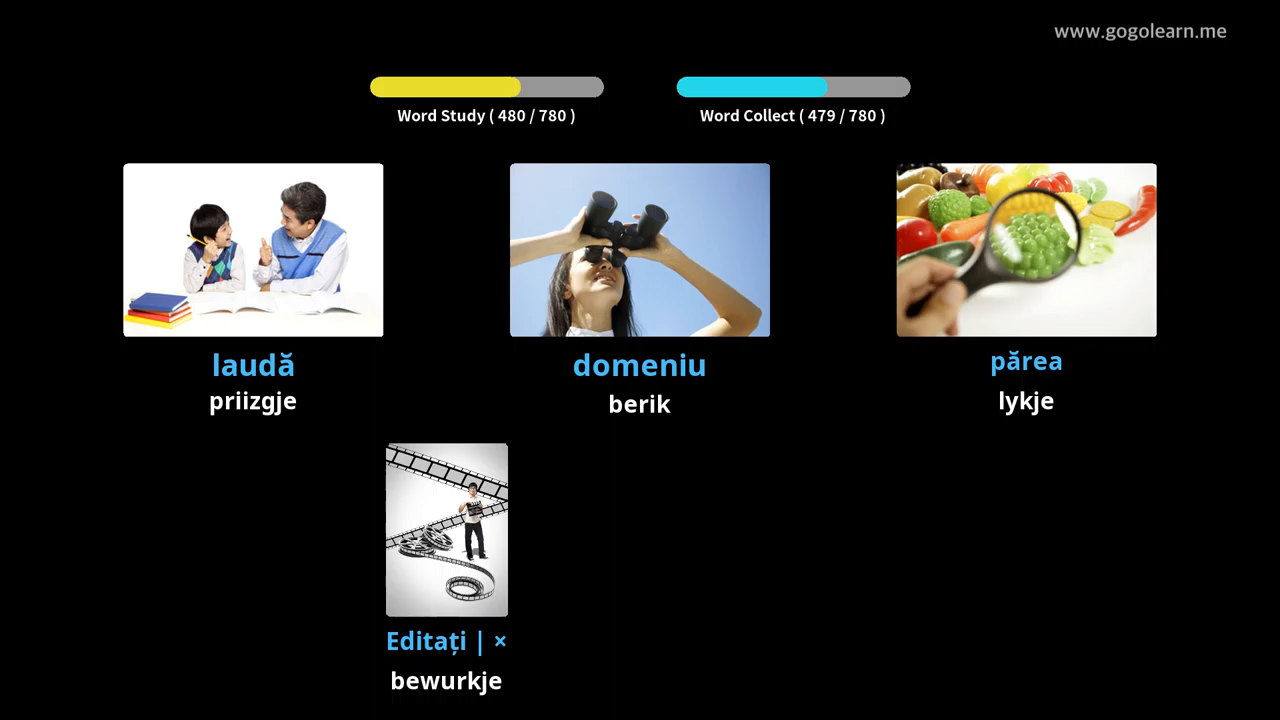 www.gogolearn.me
Word Study ( 480 / 780 )
Word Collect ( 479 / 780 )
laudă
priizgje
domeniu
berik
părea
lykje
Editați | ×
bewurkje